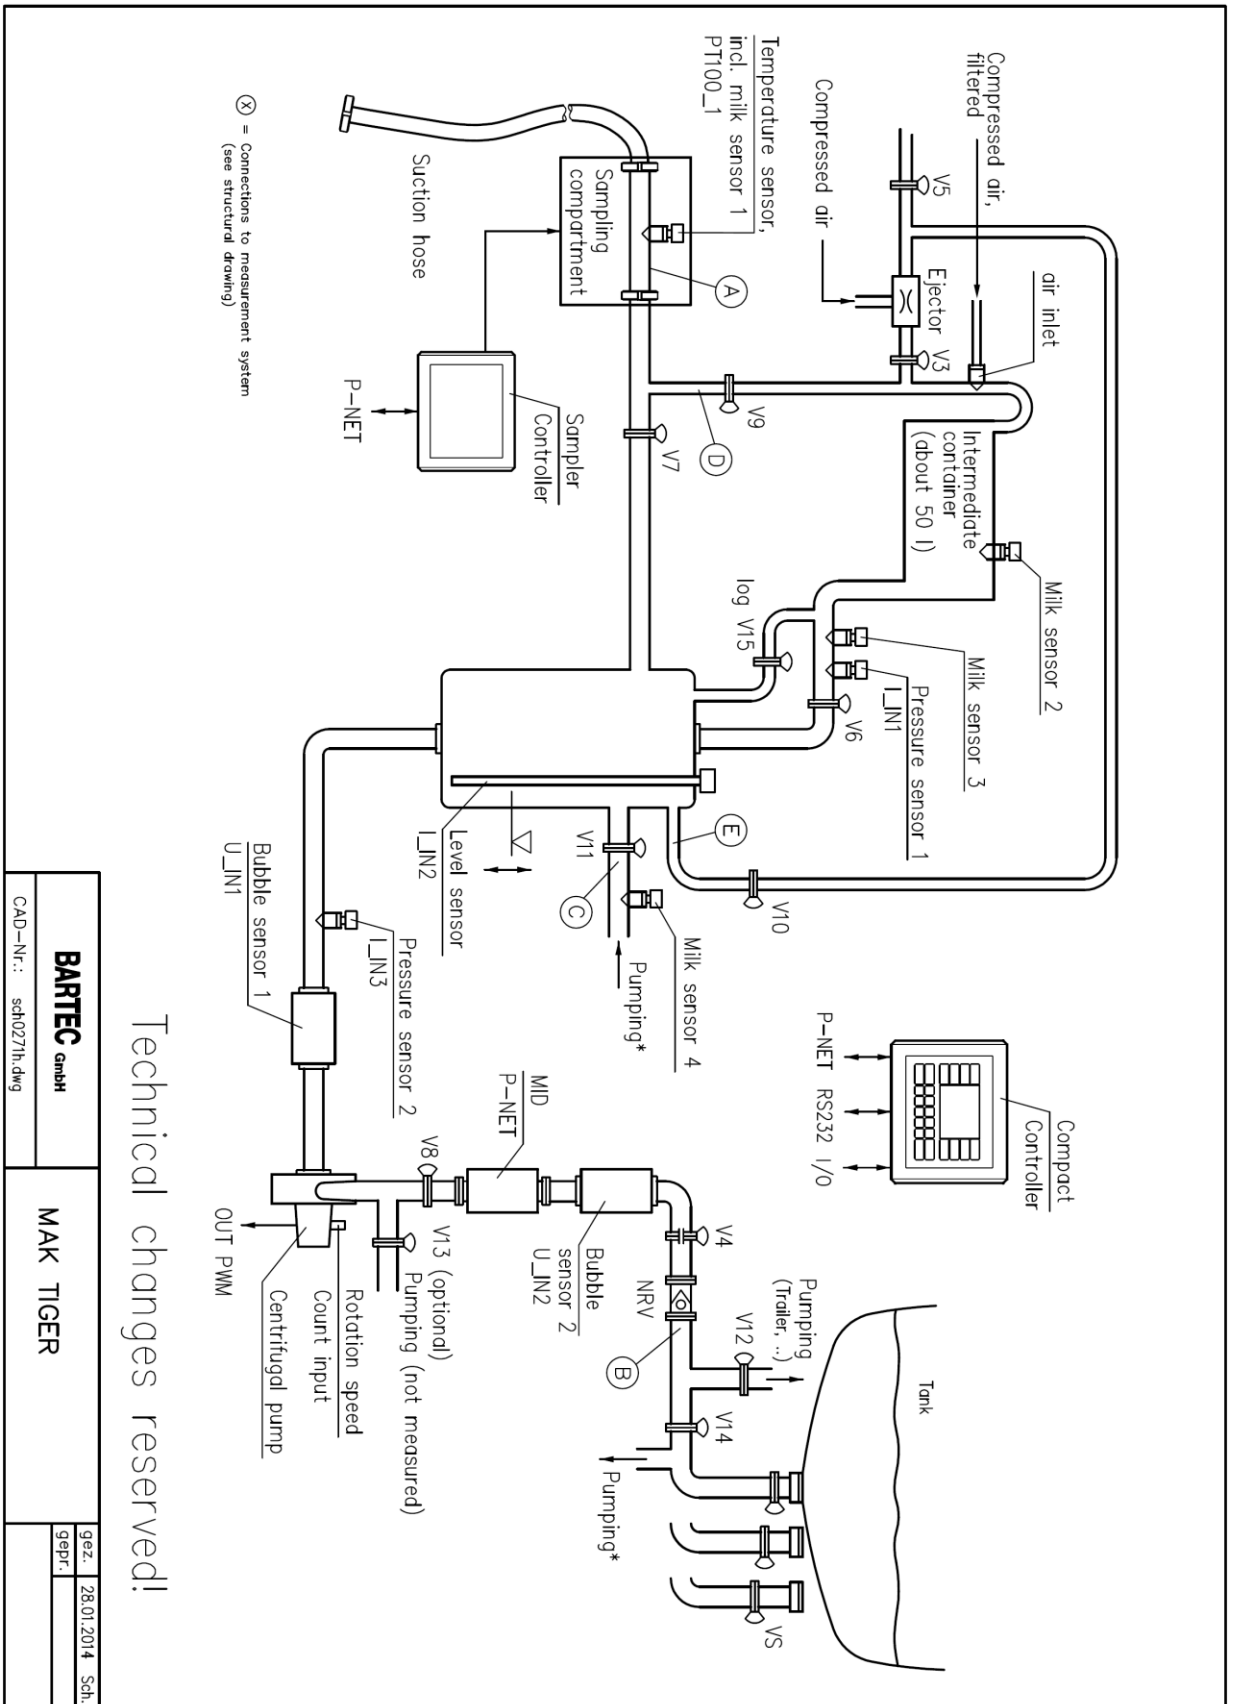 Compressed air,
filtered
air inlet
V5
Ejector
V3
Compressed air
Temperature sensor,
incl. milk sensor 1
PT100_1
Intermediate
container
(about 50 l)
Milk sensor 2
Milk sensor 3
Pressure sensor 1
I_IN1
V6
log V15
V9
D
A
V7
Sampling
compartment
Suction hose
Sampler
Controller
P-NET
ⓧ = Connections to measurement system
(see structural drawing)
E
V10
V11
C
Milk sensor 4
Pumping*
Level sensor
I_IN2
Pressure sensor 2
I_IN3
Bubble sensor 1
U_IN1
Compact
Controller
P-NET RS232 I/O
MID
P-NET
V8
Bubble
sensor 2
U_IN2
V4
NRV
B
V12
Pumping
(Trailer, ..)
V14
Pumping*
Tank
VS
V13 (optional)
Pumping (not measured)
Rotation speed
Count input
Centrifugal pump
OUT PWM
Technical changes reserved!
BARTEC GmbH
MAK TIGER
gez. 28.01.2014 Sch.
gepr.
CAD-Nr.: sch0271h.dwg